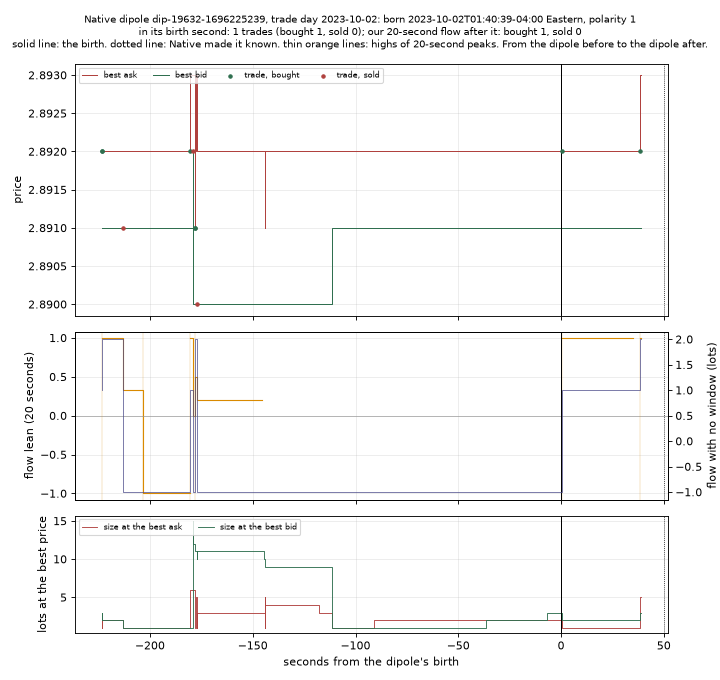 Native dipole dip-19632-1696225239, trade day 2023-10-02: born 2023-10-02T01:40:39-04:00 Eastern, polarity 1
in its birth second: 1 trades (bought 1, sold 0); our 20-second flow after it: bought 1, sold 0
solid line: the birth. dotted line: Native made it known. thin orange lines: highs of 20-second peaks. From the dipole before to the dipole after.
best ask
best bid
trade, bought
trade, sold
2.8930
2.8925
2.8920
2.8915
2.8910
2.8905
2.8900
price
1.0
0.5
0.0
−0.5
−1.0
flow lean (20 seconds)
2.0
1.5
1.0
0.5
0.0
−0.5
−1.0
flow with no window (lots)
size at the best ask
size at the best bid
15
10
5
lots at the best price
−200
−150
−100
−50
0
50
seconds from the dipole's birth